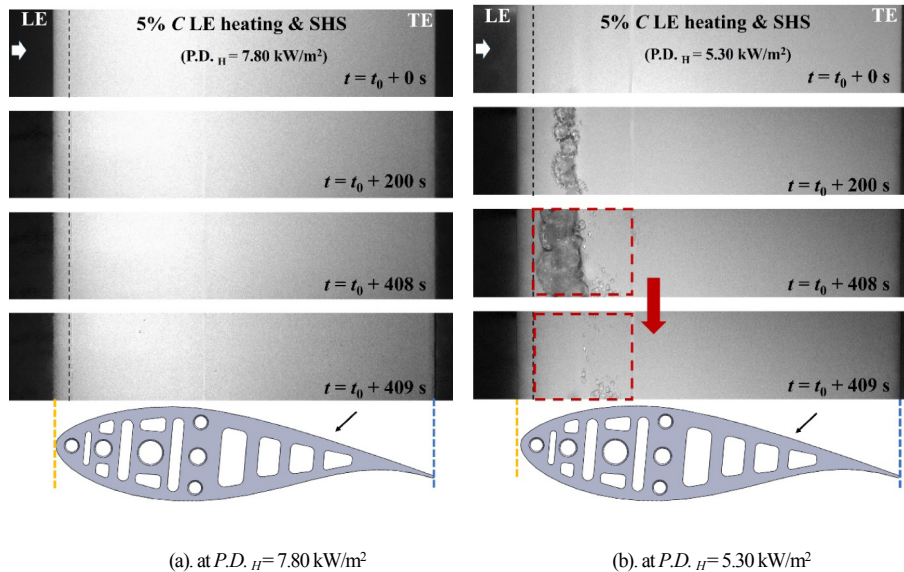 LE TE
5% C LE heating & SHS
(P.D. H = 7.80 kW/m²)
t = t₀ + 0 s
t = t₀ + 200 s
t = t₀ + 408 s
t = t₀ + 409 s
(a). at P.D. H = 7.80 kW/m²
LE TE
5% C LE heating & SHS
(P.D. H = 5.30 kW/m²)
t = t₀ + 0 s
t = t₀ + 200 s
t = t₀ + 408 s
t = t₀ + 409 s
(b). at P.D. H = 5.30 kW/m²